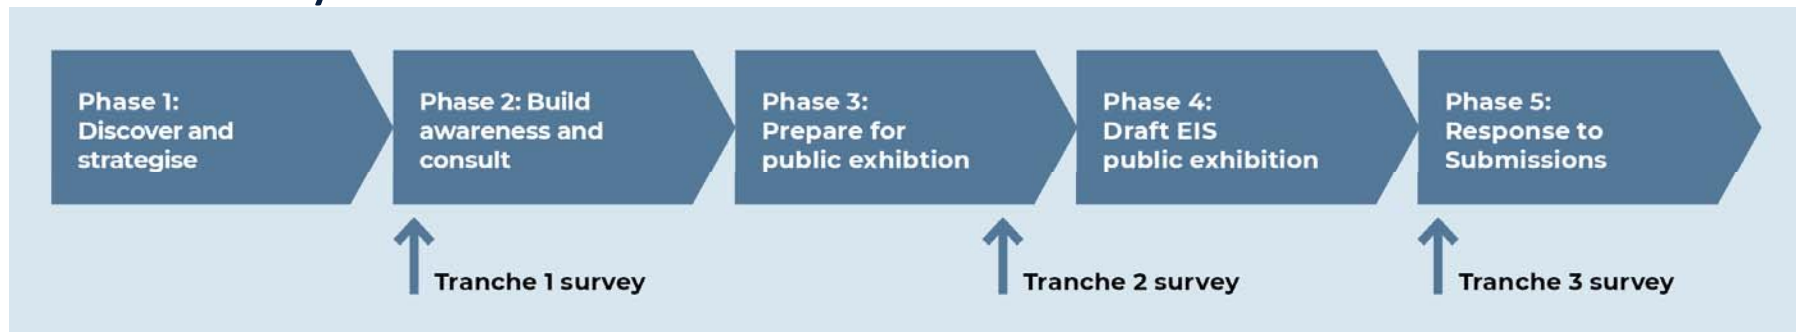 Phase 1:
Discover and
strategise
Phase 2: Build
awareness and
consult
Phase 3:
Prepare for
public exhibtion
Phase 4:
Draft EIS
public exhibition
Phase 5:
Response to
Submissions
Tranche 1 survey
Tranche 2 survey
Tranche 3 survey